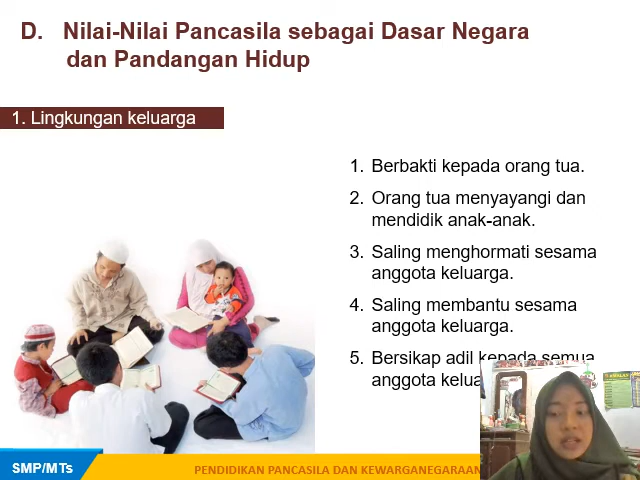 D. Nilai-Nilai Pancasila sebagai Dasar Negara
dan Pandangan Hidup
1. Lingkungan keluarga
1. Berbakti kepada orang tua.
2. Orang tua menyayangi dan
mendidik anak-anak.
3. Saling menghormati sesama
anggota keluarga.
4. Saling membantu sesama
anggota keluarga.
5. Bersikap adil kepada semua
anggota
SMP/MTs
PENDIDIKAN PANCASILA DAN KEWARGANEGARAAN